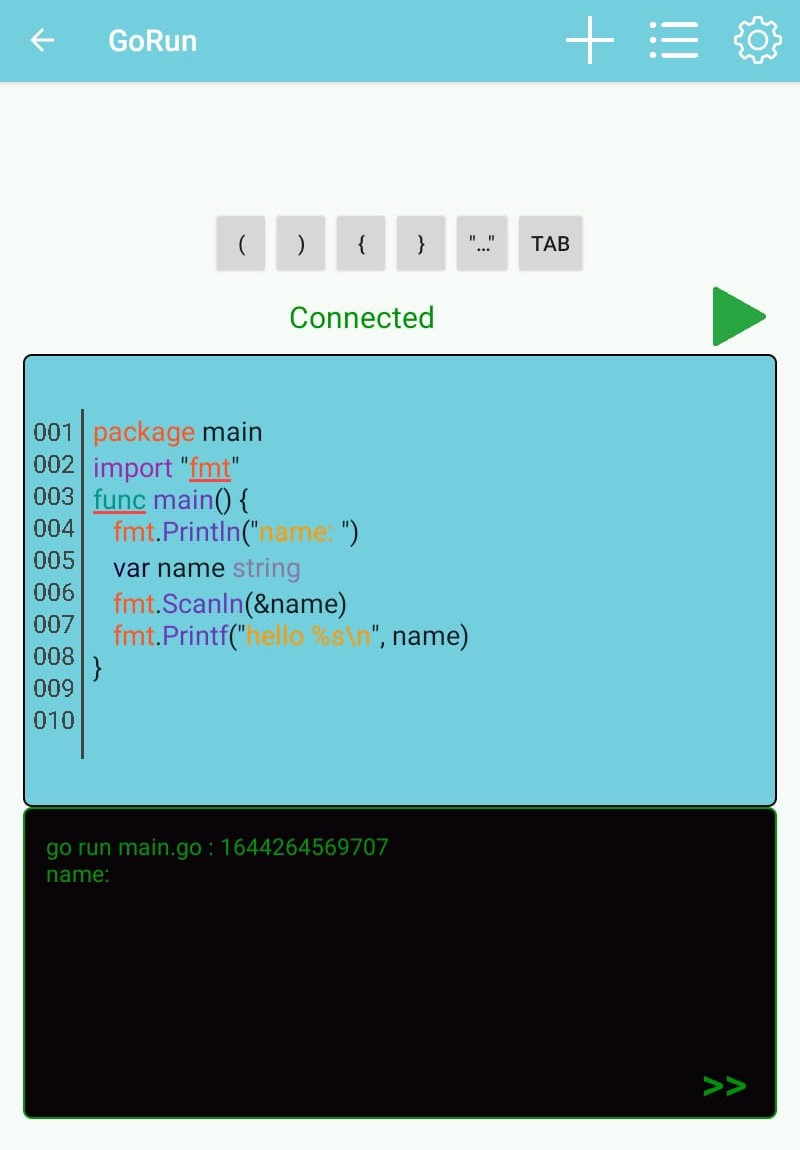 GoRun
( ) { } "..." TAB
Connected
001 package main
002 import "fmt"
003 func main() {
004 fmt.Println("name: ")
005 var name string
006 fmt.Scanln(&name)
007 fmt.Printf("hello %s\n", name)
008 }
009
010
go run main.go : 1644264569707
name:
>>